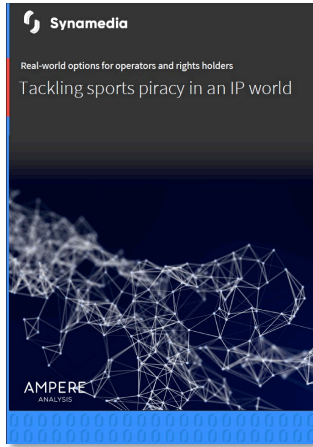 Synamedia
Real-world options for operators and rights holders
Tackling sports piracy in an IP world
AMPERE
ANALYSIS